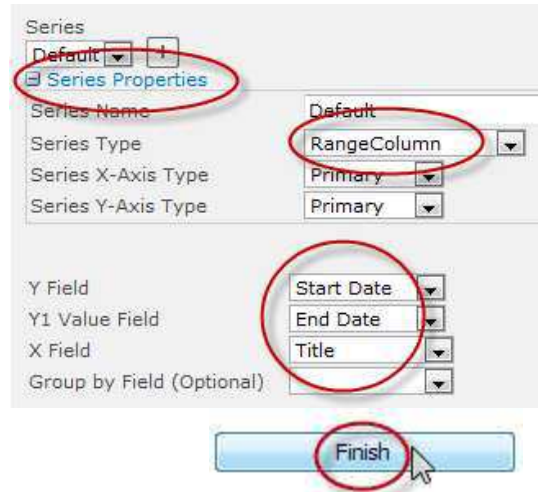 Series
Default +
Series Properties
Series Name Default
Series Type RangeColumn
Series X-Axis Type Primary
Series Y-Axis Type Primary
Y Field Start Date
Y1 Value Field End Date
X Field Title
Group by Field (Optional)
Finish